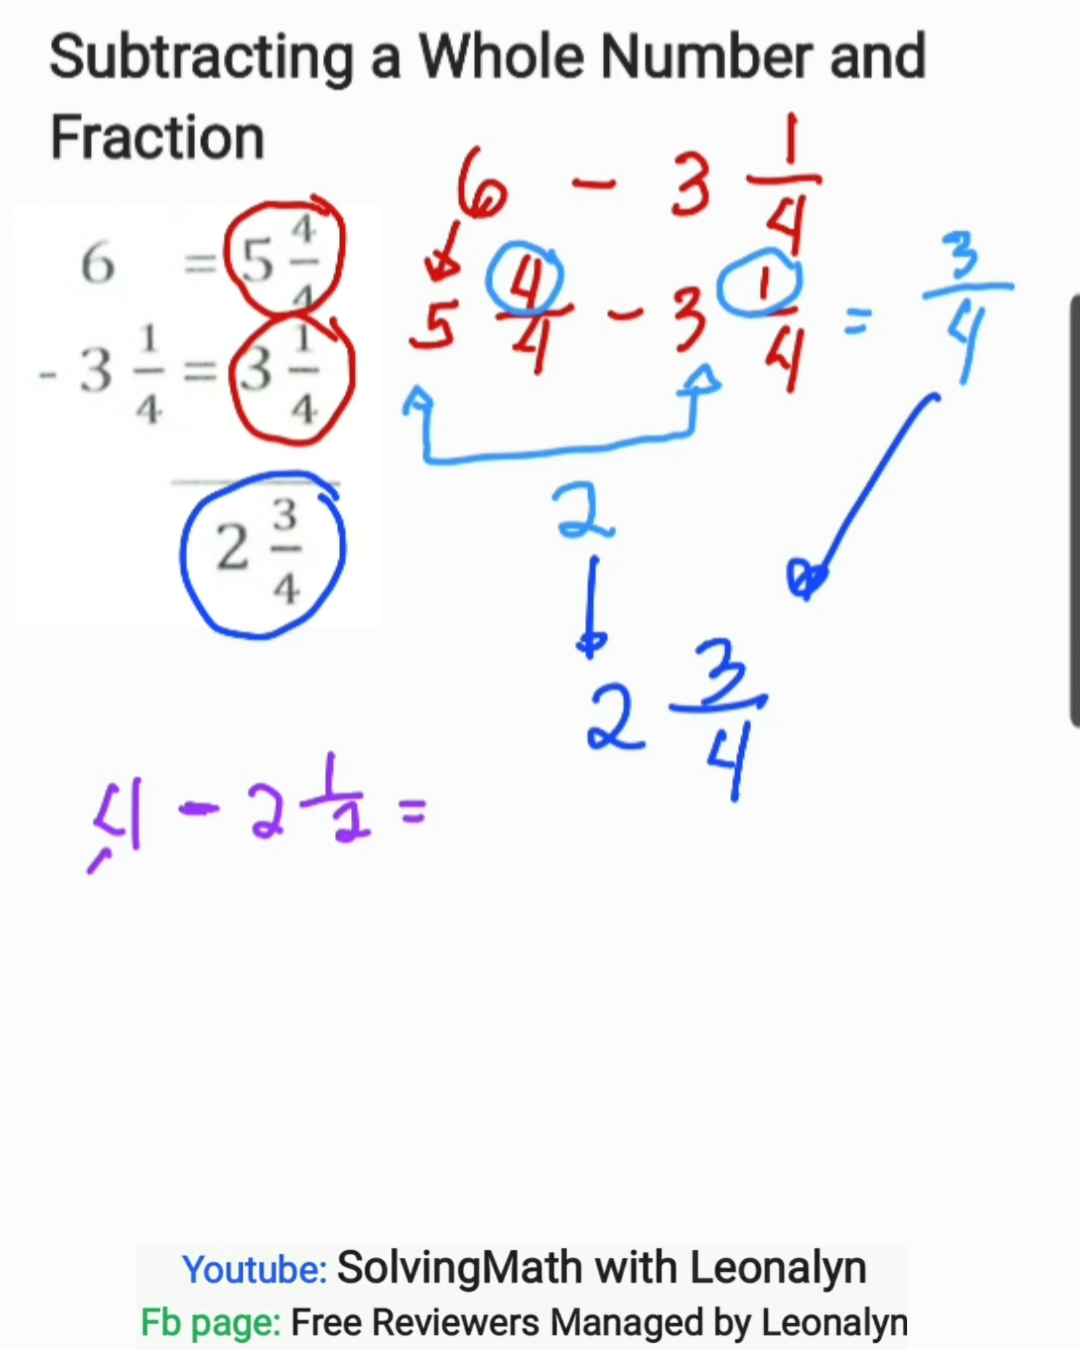 Subtracting a Whole Number and
Fraction
6 - 3 1/4
6 = 5 4/4
- 3 1/4 = 3 1/4
2 3/4
5 4/4 - 3 1/4 = 3/4
2
2 3/4
4 - 2 1/2 =
Youtube: SolvingMath with Leonalyn
Fb page: Free Reviewers Managed by Leonalyn